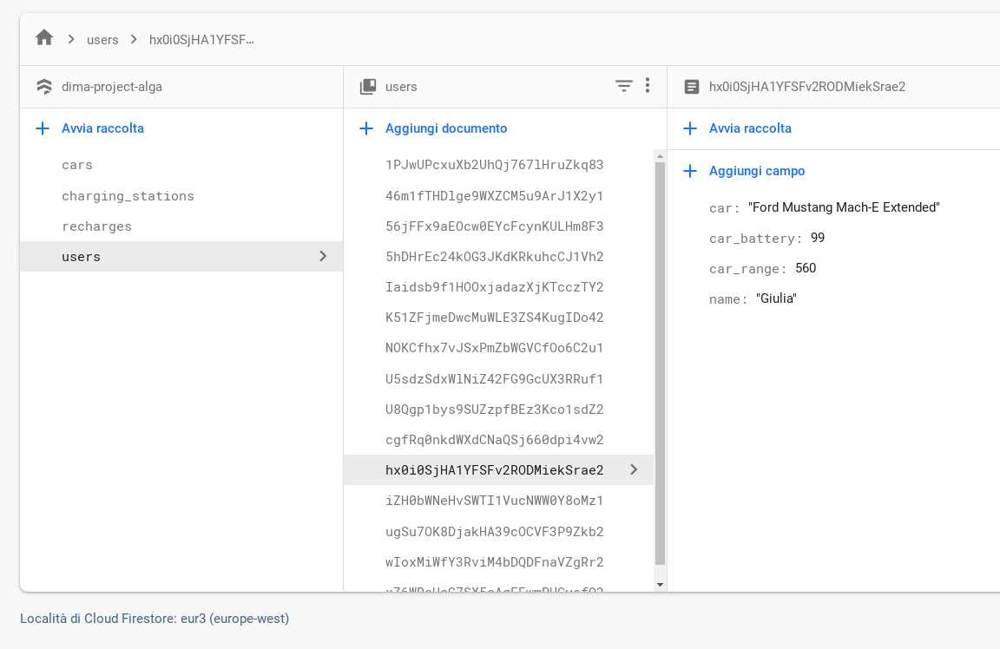 users
hx0i0SjHA1YFSF...
dima-project-alga
users
hx0i0SjHA1YFSFv2RODMiekSrae2
Avvia raccolta
cars
charging_stations
recharges
users
Aggiungi documento
1PJwUPcxuXb2UhQj767lHruZkq83
46m1fTHDlge9WXZCM5u9ArJ1X2y1
56jFFx9aEOcw0EYcFcynKULHm8F3
5hDHrEc24kOG3JKdKRkuhcCJ1Vh2
Iaidsb9f1HOOxjadazXjKTcczTY2
K51ZFjmeDwcMuWLE3ZS4KugIDo42
NOKCfhx7vJSxPmZbWGVCfOo6C2u1
U5sdzSdxWlNiZ42FG9GcUX3RRuf1
U8Qgp1bys9SUZzpfBEz3Kco1sdZ2
cgfRq0nkdWXdCNaQSj660dpi4vw2
hx0i0SjHA1YFSFv2RODMiekSrae2
iZH0bWNeHvSWTI1VucNWW0Y8oMz1
ugSu7OK8DjakHA39cOCVF3P9Zkb2
wIoxMiWfY3RviM4bDQDFnaVZgRr2
Avvia raccolta
Aggiungi campo
car: "Ford Mustang Mach-E Extended"
car_battery: 99
car_range: 560
name: "Giulia"
Località di Cloud Firestore: eur3 (europe-west)